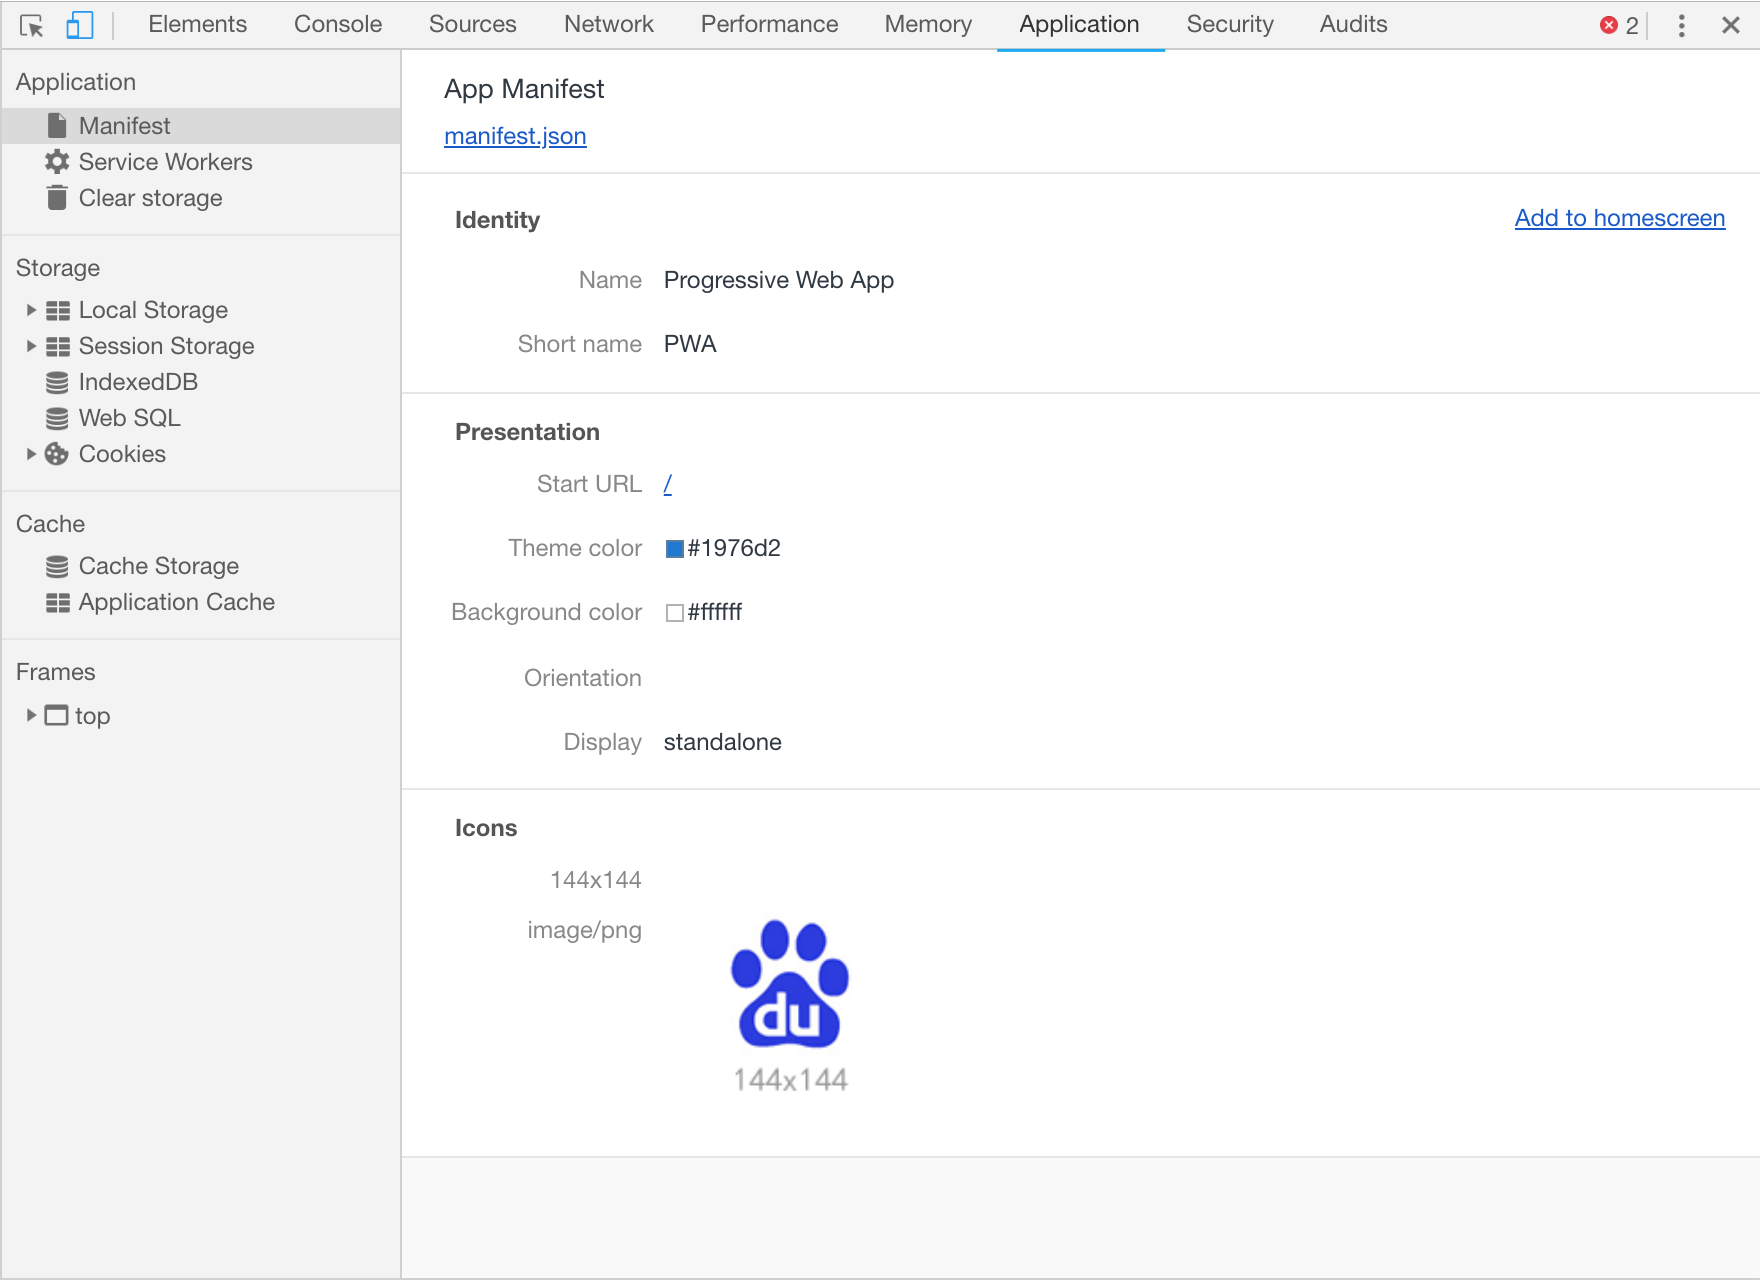 Elements Console Sources Network Performance Memory Application Security Audits 2
Application
Manifest
Service Workers
Clear storage
Storage
Local Storage
Session Storage
IndexedDB
Web SQL
Cookies
Cache
Cache Storage
Application Cache
Frames
top
App Manifest
manifest.json
Identity
Add to homescreen
Name Progressive Web App
Short name PWA
Presentation
Start URL /
Theme color #1976d2
Background color #ffffff
Orientation
Display standalone
Icons
144x144
image/png
du
144x144